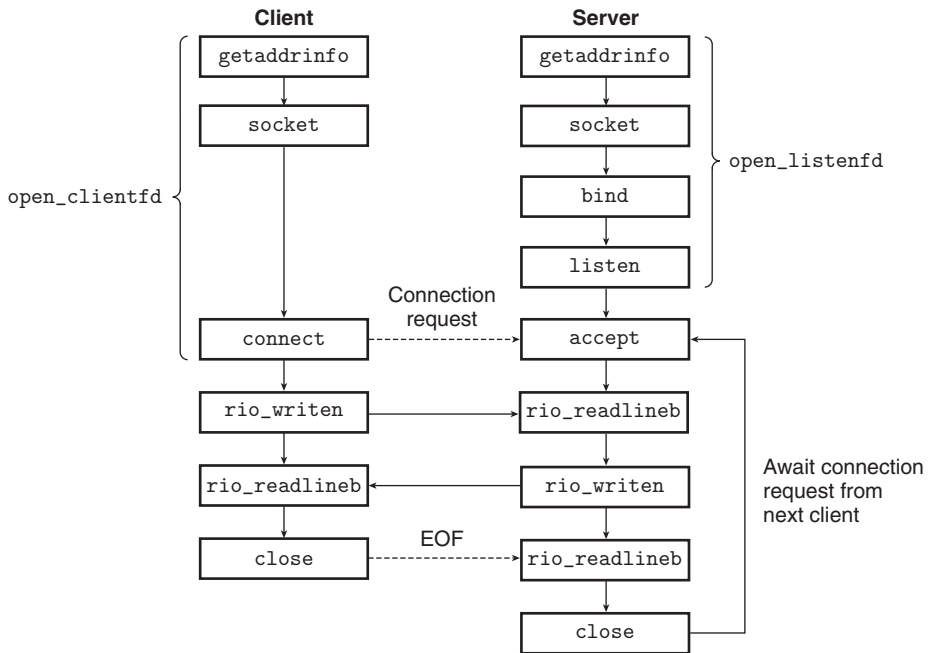 Client
Server
getaddrinfo
getaddrinfo
socket
socket
open_listenfd
open_clientfd
bind
listen
Connection
request
connect
accept
rio_writen
rio_readlineb
Await connection
request from
next client
rio_readlineb
rio_writen
EOF
close
rio_readlineb
close